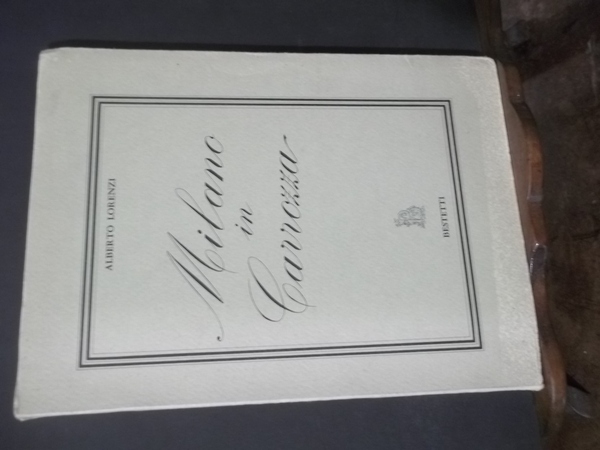 ALBERTO LORENZI
Milano
in
Carrozza
BESTETTI